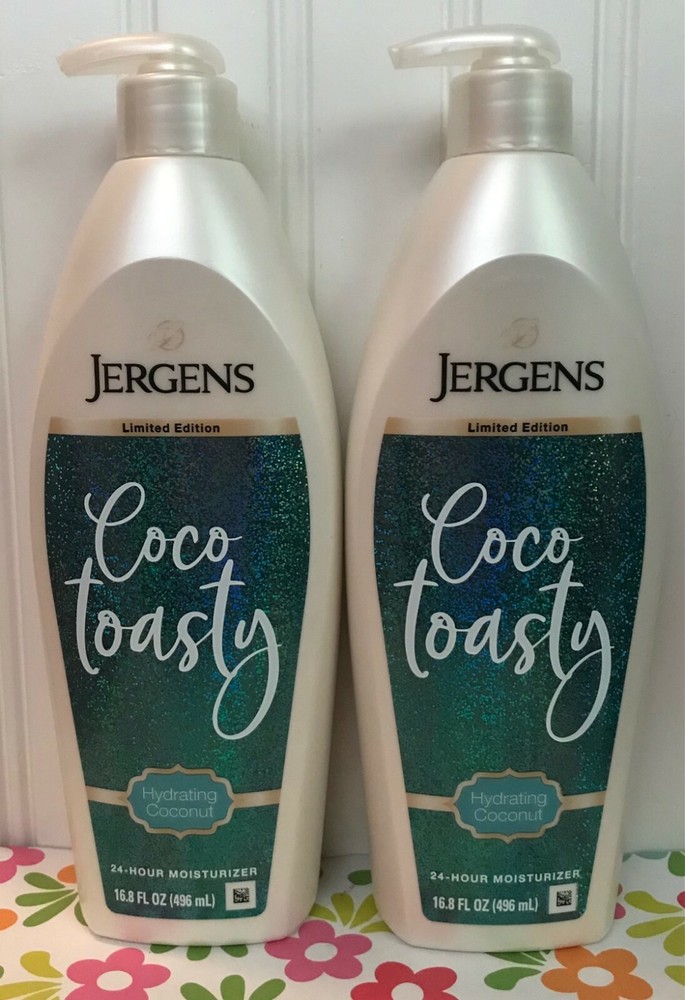 JERGENS
Limited Edition
Coco
toasty
Hydrating
Coconut
24-HOUR MOISTURIZER
16.8 FL OZ (496 mL)
JERGENS
Limited Edition
Coco
toasty
Hydrating
Coconut
24-HOUR MOISTURIZER
16.8 FL OZ (496 mL)